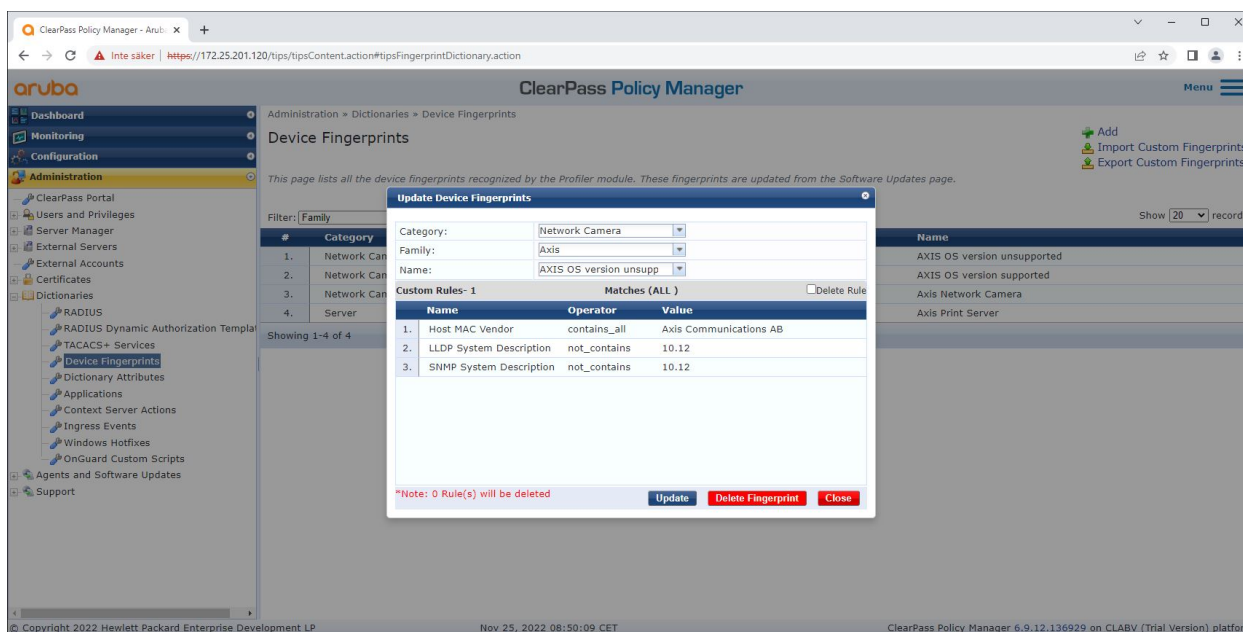 ClearPass Policy Manager - Arub
Inte säker | https://172.25.201.120/tips/tipsContent.action#tipsFingerprintDictionary.action
aruba
ClearPass Policy Manager
Menu
Dashboard
Monitoring
Configuration
Administration
ClearPass Portal
Users and Privileges
Server Manager
External Servers
External Accounts
Certificates
Dictionaries
RADIUS
RADIUS Dynamic Authorization Templat
TACACS+ Services
Device Fingerprints
Dictionary Attributes
Applications
Context Server Actions
Ingress Events
Windows Hotfixes
OnGuard Custom Scripts
Agents and Software Updates
Support
Administration » Dictionaries » Device Fingerprints
Device Fingerprints
Add
Import Custom Fingerprints
Export Custom Fingerprints
This page lists all the device fingerprints recognized by the Profiler module. These fingerprints are updated from the Software Updates page.
Filter: Family
Show 20 record
# Category Name
1. Network Cam AXIS OS version unsupported
2. Network Cam AXIS OS version supported
3. Network Cam Axis Network Camera
4. Server Axis Print Server
Showing 1-4 of 4
Update Device Fingerprints
Category: Network Camera
Family: Axis
Name: AXIS OS version unsupp
Custom Rules- 1 Matches (ALL ) Delete Rule
Name Operator Value
1. Host MAC Vendor contains_all Axis Communications AB
2. LLDP System Description not_contains 10.12
3. SNMP System Description not_contains 10.12
*Note: 0 Rule(s) will be deleted
Update Delete Fingerprint Close
© Copyright 2022 Hewlett Packard Enterprise Development LP
Nov 25, 2022 08:50:09 CET
ClearPass Policy Manager 6.9.12.136929 on CLABV (Trial Version) platfor